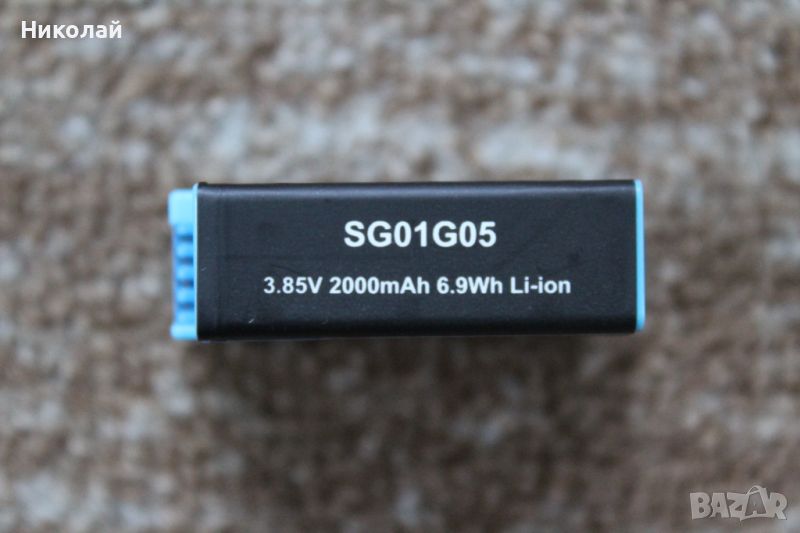 Николай
SG01G05
3.85V 2000mAh 6.9Wh Li-ion
BAZAR